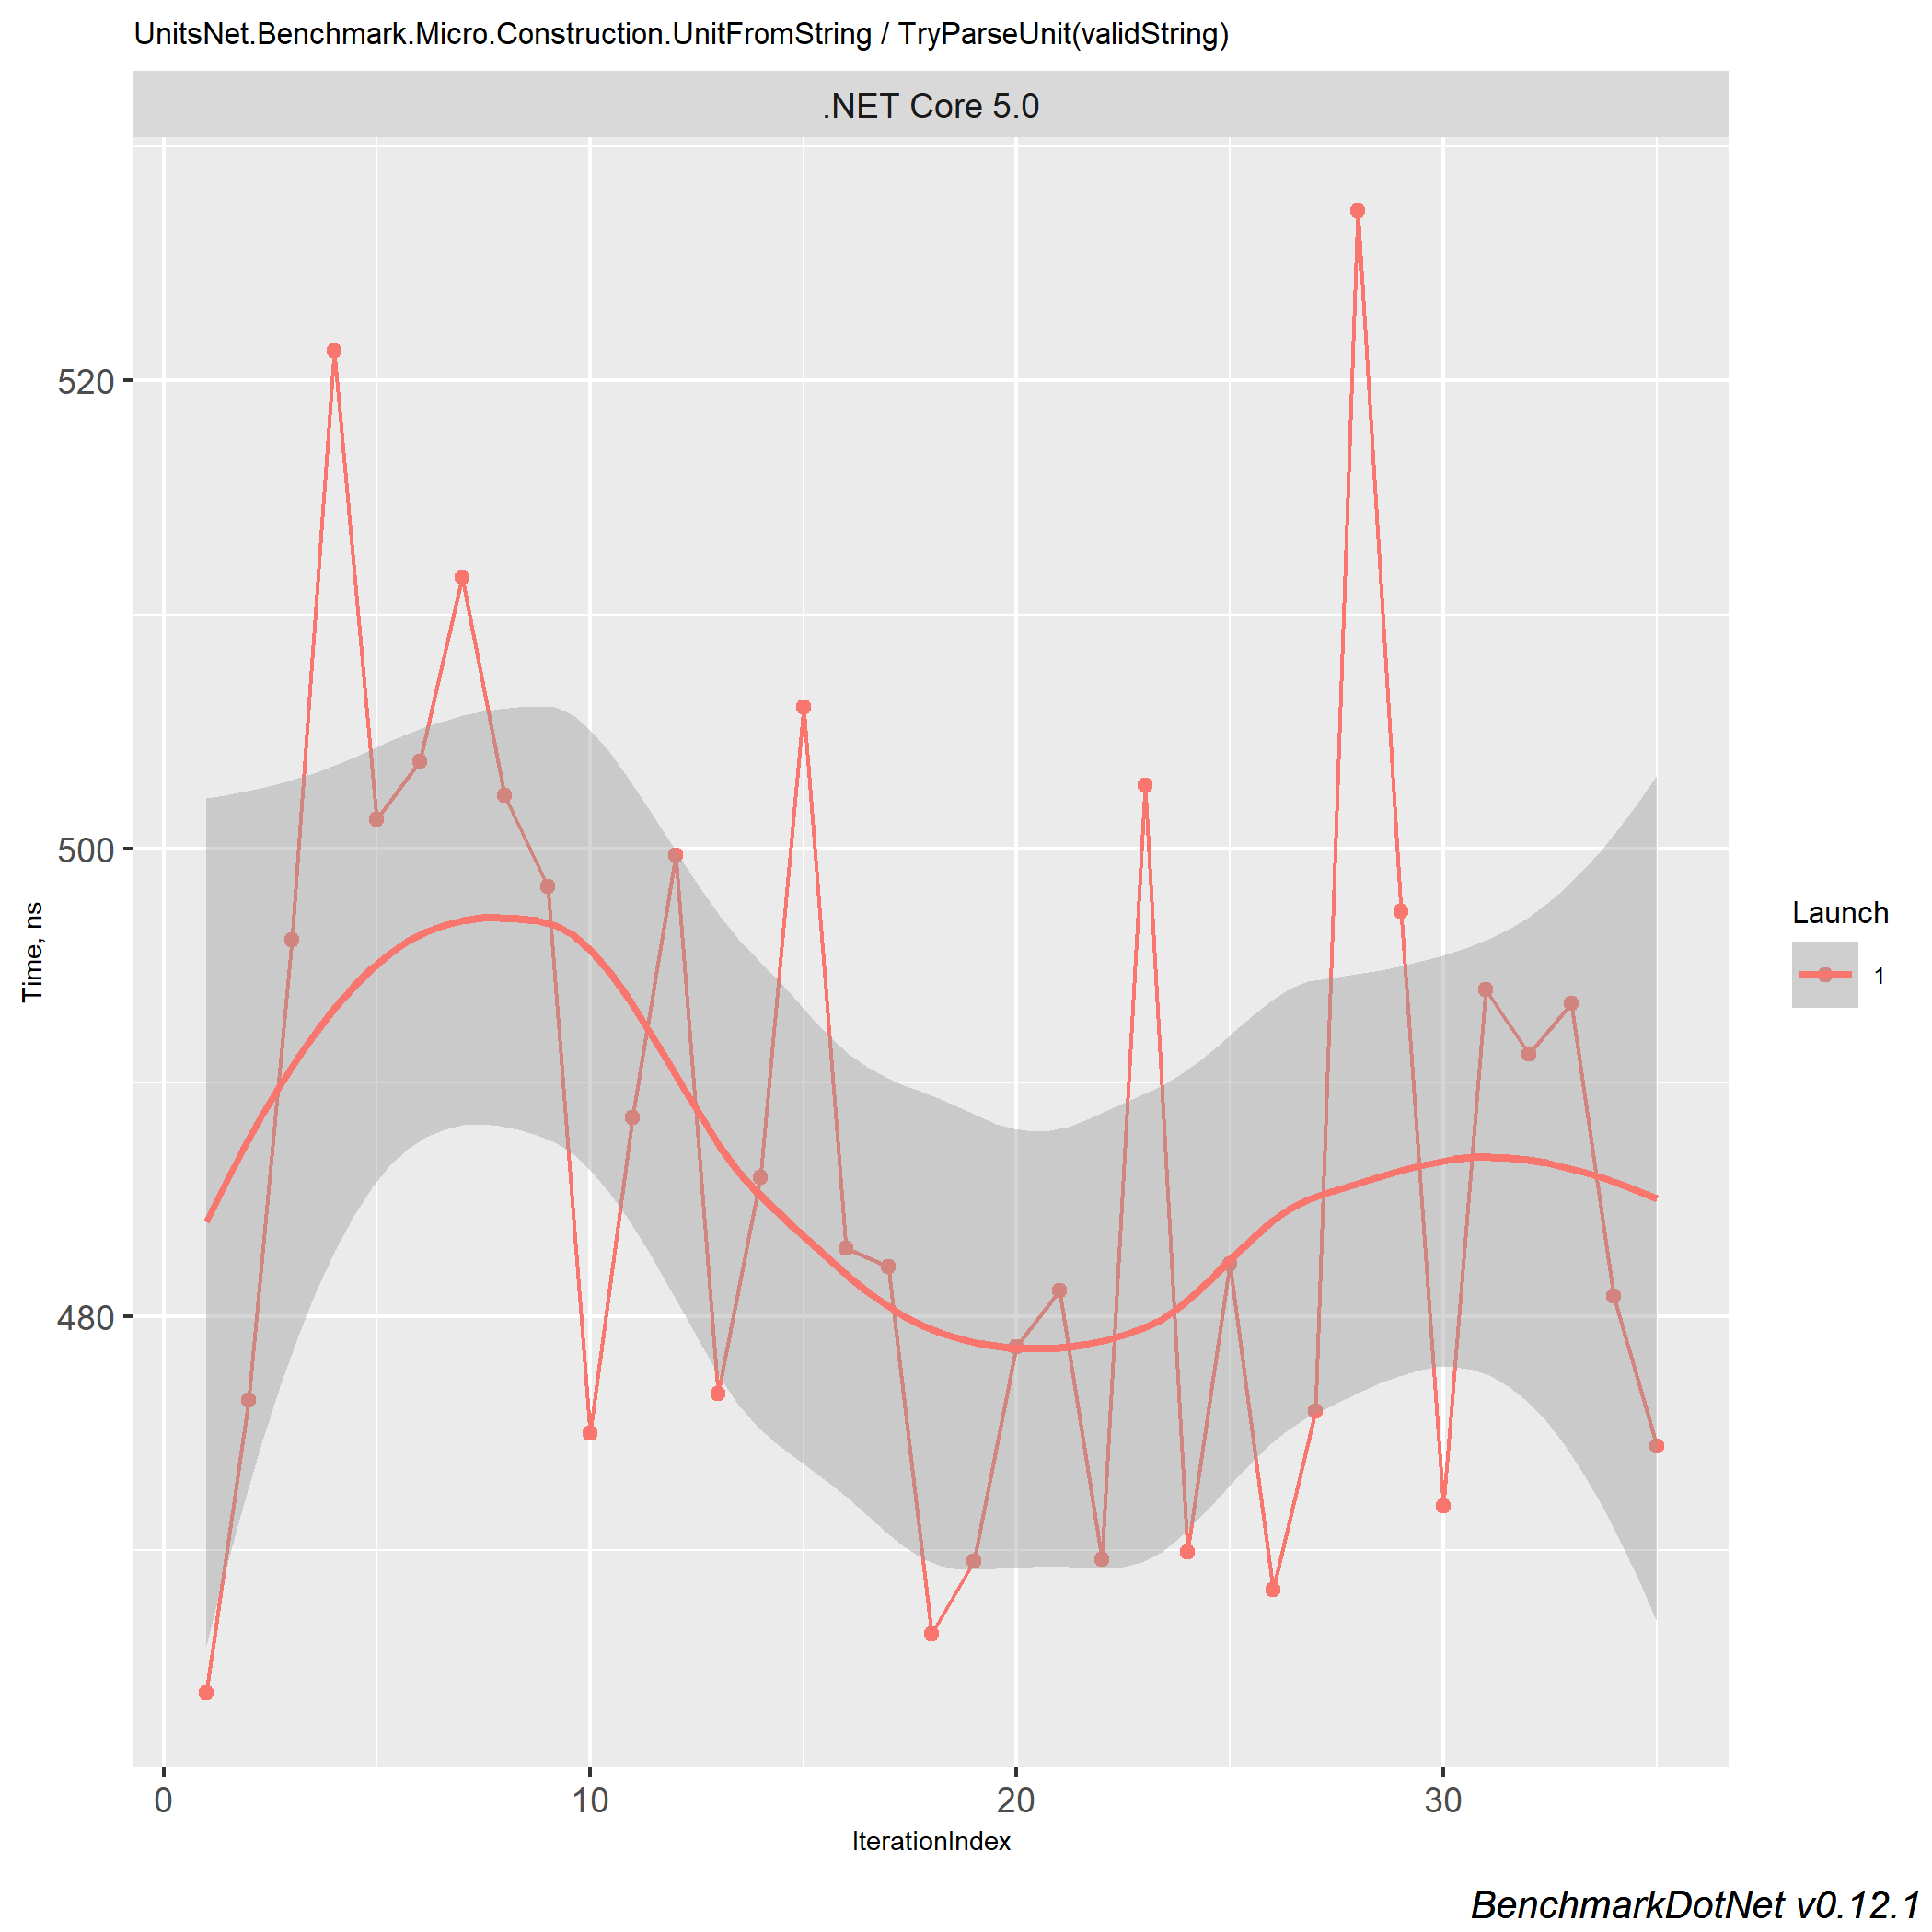 UnitsNet.Benchmark.Micro.Construction.UnitFromString / TryParseUnit(validString)
.NET Core 5.0
520
500
480
Time, ns
0 10 20 30
IterationIndex
Launch
1
BenchmarkDotNet v0.12.1